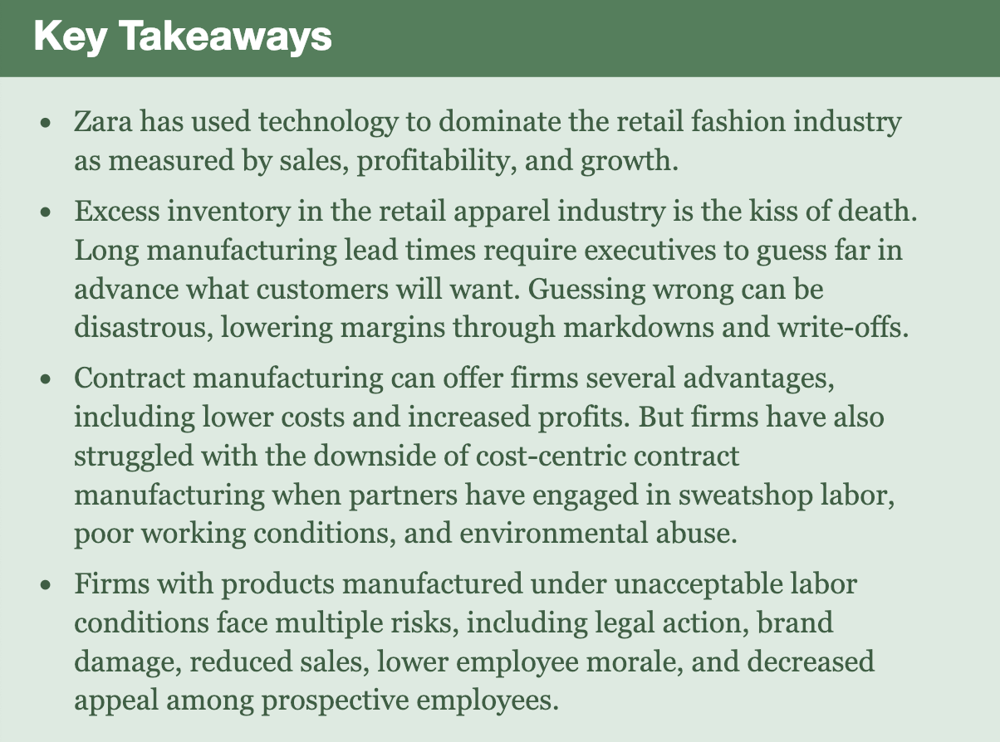 Key Takeaways
• Zara has used technology to dominate the retail fashion industry
as measured by sales, profitability, and growth.
• Excess inventory in the retail apparel industry is the kiss of death.
Long manufacturing lead times require executives to guess far in
advance what customers will want. Guessing wrong can be
disastrous, lowering margins through markdowns and write-offs.
• Contract manufacturing can offer firms several advantages,
including lower costs and increased profits. But firms have also
struggled with the downside of cost-centric contract
manufacturing when partners have engaged in sweatshop labor,
poor working conditions, and environmental abuse.
• Firms with products manufactured under unacceptable labor
conditions face multiple risks, including legal action, brand
damage, reduced sales, lower employee morale, and decreased
appeal among prospective employees.